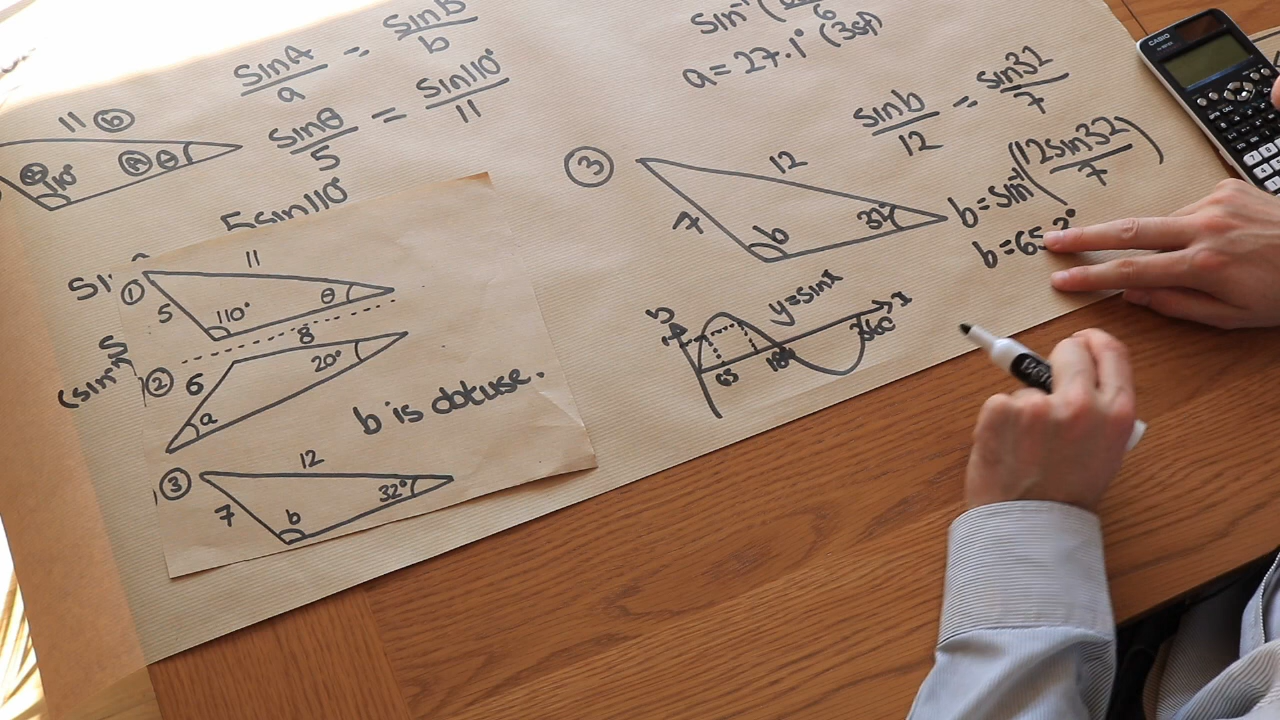 sinA/a = sinb/b
11 Ⓑ
110°
Ⓐ θ
sinθ/5 = sin110°/11
5sin110°
a = 27.1° (3sf)
sinb/12 = sin32/7
b = sin⁻¹(12sin32/7)
b = 65
③
12
7
b
32°
y
y=sinx
x
65
180
360
①
11
5
110°
θ
②
8
6
20°
a
b is obtuse.
③
12
7
b
32°
CASIO